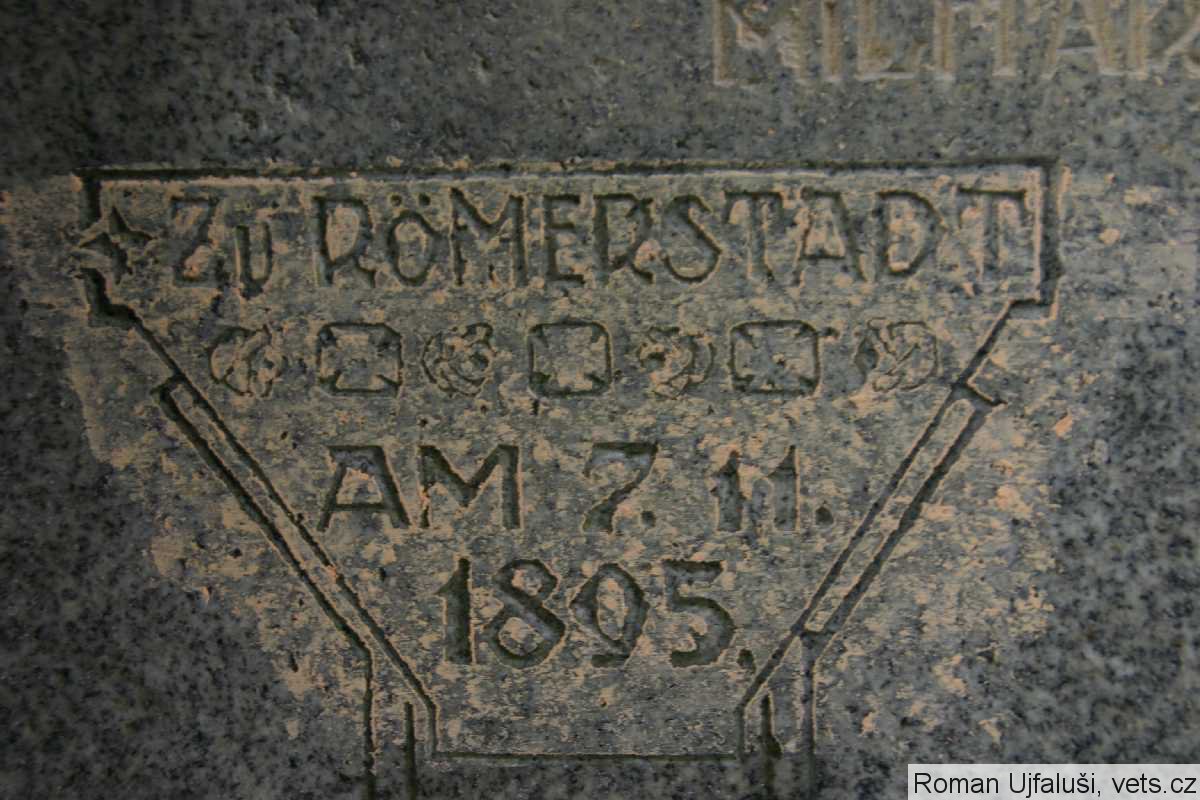 ✦ ZU RÖMERSTADT
AM 7. 11.
1895.
Roman Ujfaluši, vets.cz